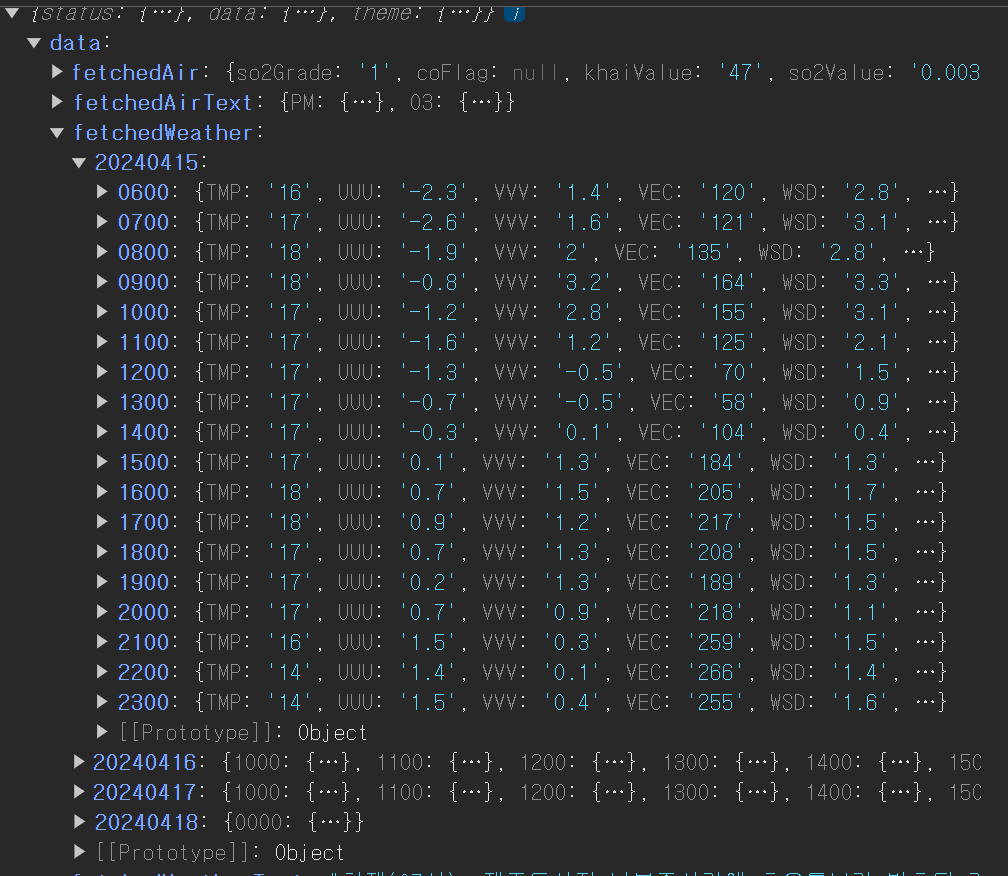 ▼ {status: {…}, data: {…}, theme: {…}} i
▼ data:
▶ fetchedAir: {so2Grade: '1', coFlag: null, khaiValue: '47', so2Value: '0.003
▶ fetchedAirText: {PM: {…}, O3: {…}}
▼ fetchedWeather:
▼ 20240415:
▶ 0600: {TMP: '16', UUU: '-2.3', VVV: '1.4', VEC: '120', WSD: '2.8', …}
▶ 0700: {TMP: '17', UUU: '-2.6', VVV: '1.6', VEC: '121', WSD: '3.1', …}
▶ 0800: {TMP: '18', UUU: '-1.9', VVV: '2', VEC: '135', WSD: '2.8', …}
▶ 0900: {TMP: '18', UUU: '-0.8', VVV: '3.2', VEC: '164', WSD: '3.3', …}
▶ 1000: {TMP: '17', UUU: '-1.2', VVV: '2.8', VEC: '155', WSD: '3.1', …}
▶ 1100: {TMP: '17', UUU: '-1.6', VVV: '1.2', VEC: '125', WSD: '2.1', …}
▶ 1200: {TMP: '17', UUU: '-1.3', VVV: '-0.5', VEC: '70', WSD: '1.5', …}
▶ 1300: {TMP: '17', UUU: '-0.7', VVV: '-0.5', VEC: '58', WSD: '0.9', …}
▶ 1400: {TMP: '17', UUU: '-0.3', VVV: '0.1', VEC: '104', WSD: '0.4', …}
▶ 1500: {TMP: '17', UUU: '0.1', VVV: '1.3', VEC: '184', WSD: '1.3', …}
▶ 1600: {TMP: '18', UUU: '0.7', VVV: '1.5', VEC: '205', WSD: '1.7', …}
▶ 1700: {TMP: '18', UUU: '0.9', VVV: '1.2', VEC: '217', WSD: '1.5', …}
▶ 1800: {TMP: '17', UUU: '0.7', VVV: '1.3', VEC: '208', WSD: '1.5', …}
▶ 1900: {TMP: '17', UUU: '0.2', VVV: '1.3', VEC: '189', WSD: '1.3', …}
▶ 2000: {TMP: '17', UUU: '0.7', VVV: '0.9', VEC: '218', WSD: '1.1', …}
▶ 2100: {TMP: '16', UUU: '1.5', VVV: '0.3', VEC: '259', WSD: '1.5', …}
▶ 2200: {TMP: '14', UUU: '1.4', VVV: '0.1', VEC: '266', WSD: '1.4', …}
▶ 2300: {TMP: '14', UUU: '1.5', VVV: '0.4', VEC: '255', WSD: '1.6', …}
▶ [[Prototype]]: Object
▶ 20240416: {1000: {…}, 1100: {…}, 1200: {…}, 1300: {…}, 1400: {…}, 150
▶ 20240417: {1000: {…}, 1100: {…}, 1200: {…}, 1300: {…}, 1400: {…}, 150
▶ 20240418: {0000: {…}}
▶ [[Prototype]]: Object